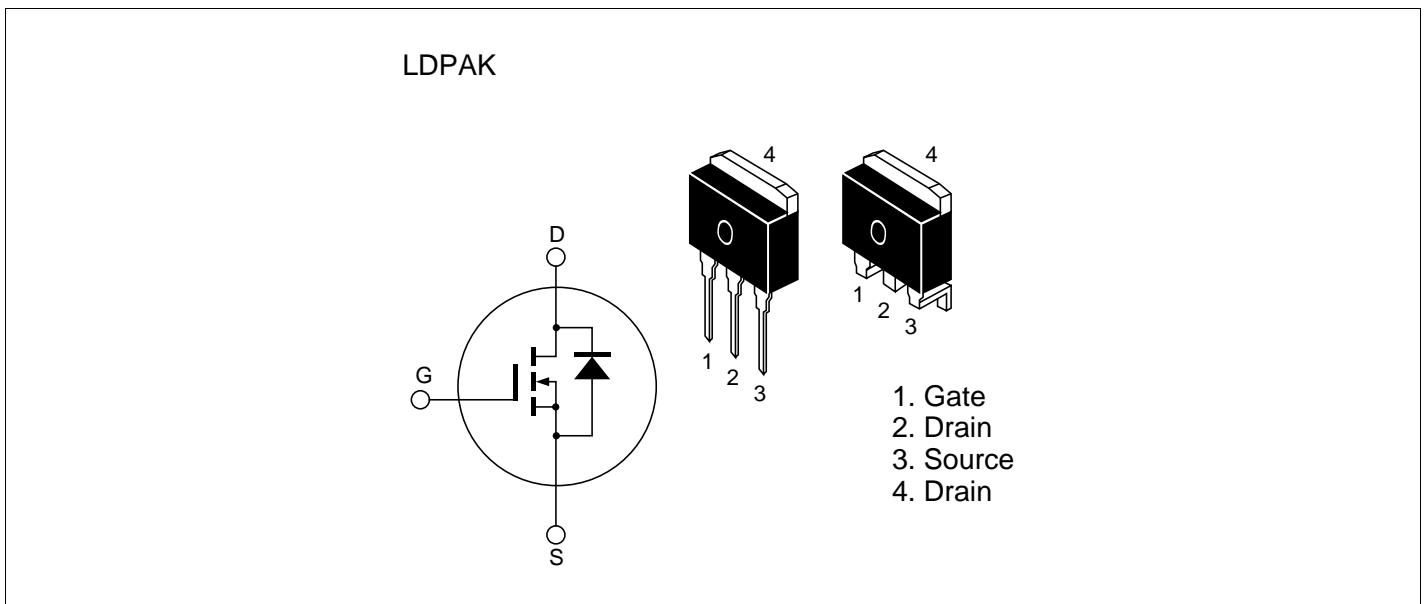 LDPAK
4
4
D
1
2
3
G
1
2
3
1. Gate
2. Drain
3. Source
4. Drain
S